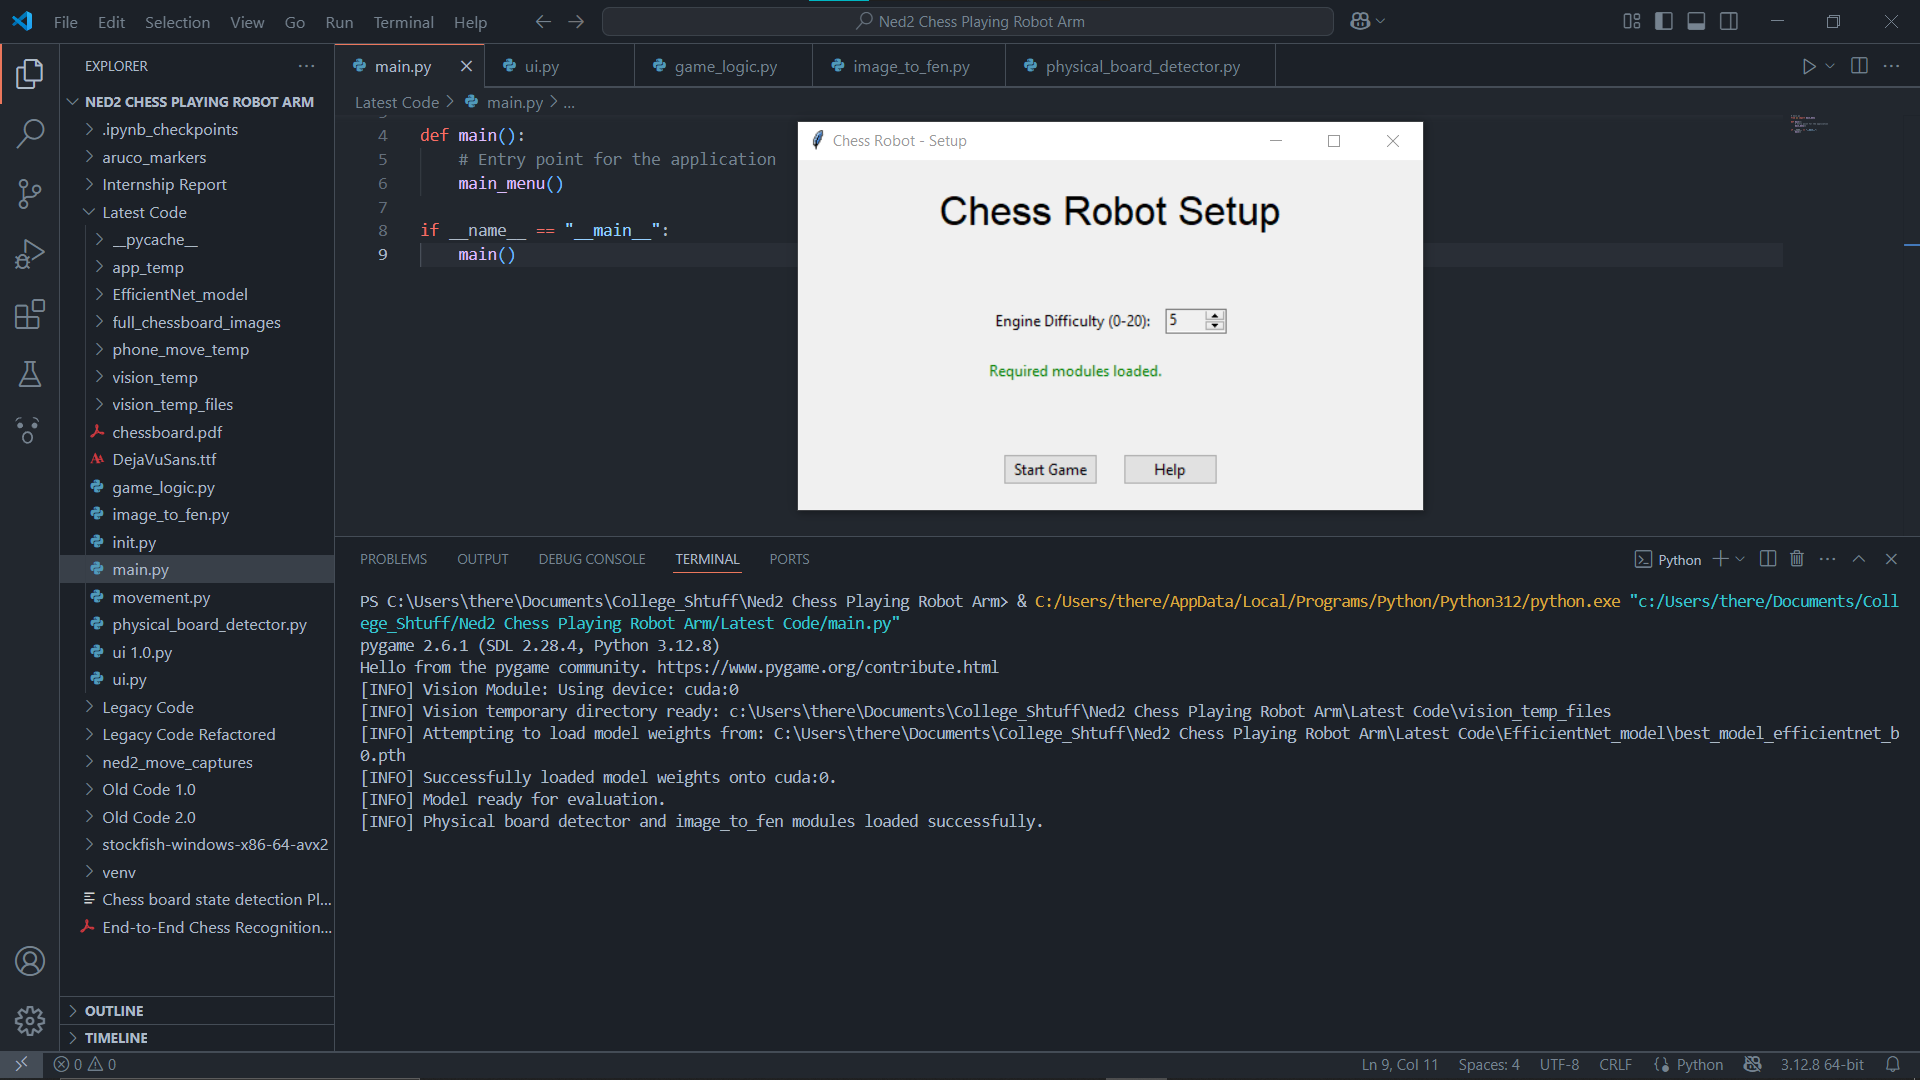 File Edit Selection View Go Run Terminal Help
Ned2 Chess Playing Robot Arm
EXPLORER
NED2 CHESS PLAYING ROBOT ARM
.ipynb_checkpoints
aruco_markers
Internship Report
Latest Code
__pycache__
app_temp
EfficientNet_model
full_chessboard_images
phone_move_temp
vision_temp
vision_temp_files
chessboard.pdf
DejaVuSans.ttf
game_logic.py
image_to_fen.py
init.py
main.py
movement.py
physical_board_detector.py
ui 1.0.py
ui.py
Legacy Code
Legacy Code Refactored
ned2_move_captures
Old Code 1.0
Old Code 2.0
stockfish-windows-x86-64-avx2
venv
Chess board state detection Pl...
End-to-End Chess Recognition...
OUTLINE
TIMELINE
main.py ui.py game_logic.py image_to_fen.py physical_board_detector.py
Latest Code > main.py > ...
4 def main():
5 # Entry point for the application
6 main_menu()
7
8 if __name__ == "__main__":
9 main()
Chess Robot - Setup
Chess Robot Setup
Engine Difficulty (0-20): 5
Required modules loaded.
Start Game Help
PROBLEMS OUTPUT DEBUG CONSOLE TERMINAL PORTS
Python
PS C:\Users\there\Documents\College_Shtuff\Ned2 Chess Playing Robot Arm> & C:/Users/there/AppData/Local/Programs/Python/Python312/python.exe "c:/Users/there/Documents/Coll
ege_Shtuff/Ned2 Chess Playing Robot Arm/Latest Code/main.py"
pygame 2.6.1 (SDL 2.28.4, Python 3.12.8)
Hello from the pygame community. https://www.pygame.org/contribute.html
[INFO] Vision Module: Using device: cuda:0
[INFO] Vision temporary directory ready: c:\Users\there\Documents\College_Shtuff\Ned2 Chess Playing Robot Arm\Latest Code\vision_temp_files
[INFO] Attempting to load model weights from: C:\Users\there\Documents\College_Shtuff\Ned2 Chess Playing Robot Arm\Latest Code\EfficientNet_model\best_model_efficientnet_b
0.pth
[INFO] Successfully loaded model weights onto cuda:0.
[INFO] Model ready for evaluation.
[INFO] Physical board detector and image_to_fen modules loaded successfully.
0 0
Ln 9, Col 11 Spaces: 4 UTF-8 CRLF Python 3.12.8 64-bit